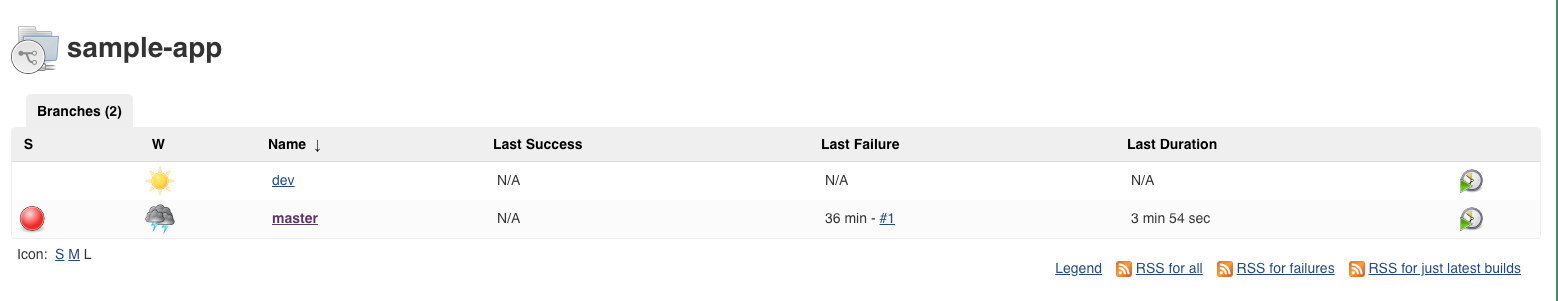 sample-app
Branches (2)
S W Name ↓ Last Success Last Failure Last Duration
dev N/A N/A N/A
master N/A 36 min - #1 3 min 54 sec
Icon: S M L
Legend RSS for all RSS for failures RSS for just latest builds